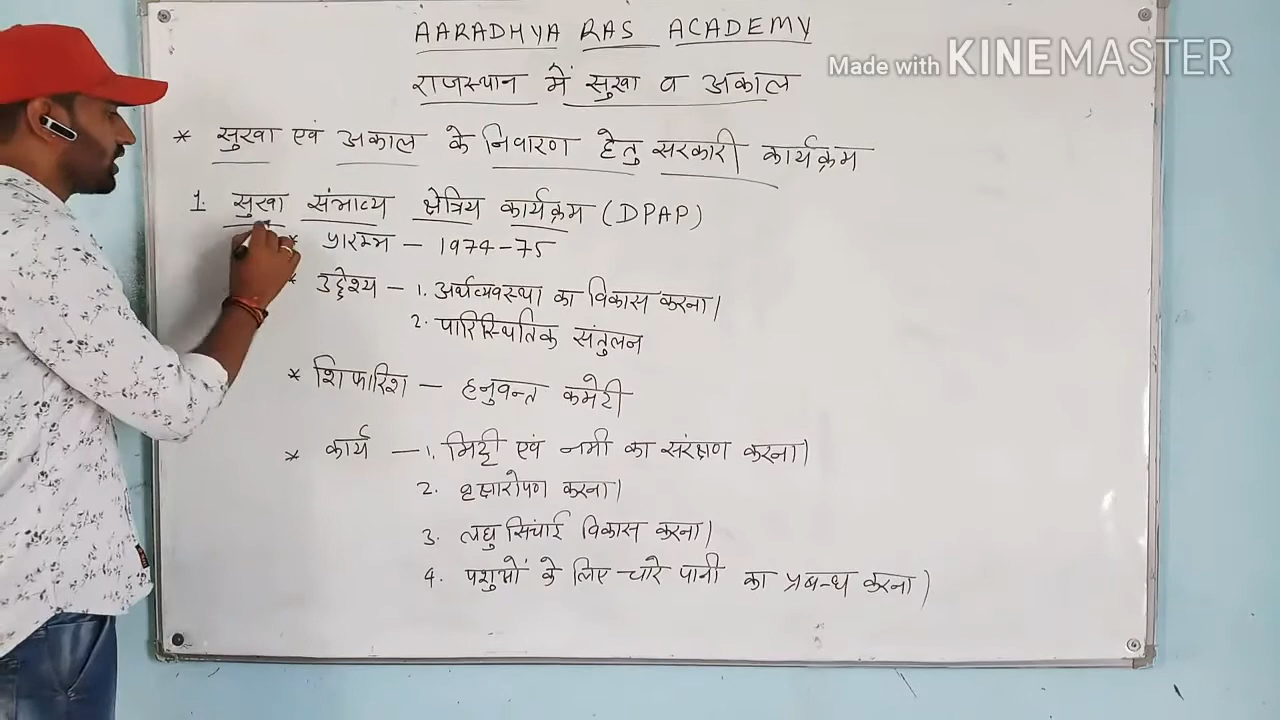 AARADHYA RAS ACADEMY
Made with KINEMASTER
राजस्थान में सुखा व अकाल
* सुखा एवं अकाल के निवारण हेतु सरकारी कार्यक्रम
1. सुखा संभाव्य क्षेत्रिय कार्यक्रम (DPAP)
* प्रारम्भ – 1974-75
* उद्देश्य – 1. अर्थव्यवस्था का विकास करना।
2. पारिस्थितिक संतुलन
* शिफारिश – हनुवन्त कमेटी
* कार्य – 1. मिट्टी एवं नमी का संरक्षण करना।
2. वृक्षारोपण करना।
3. लघु सिंचाई विकास करना।
4. पशुओं के लिए चारे पानी का प्रबन्ध करना।